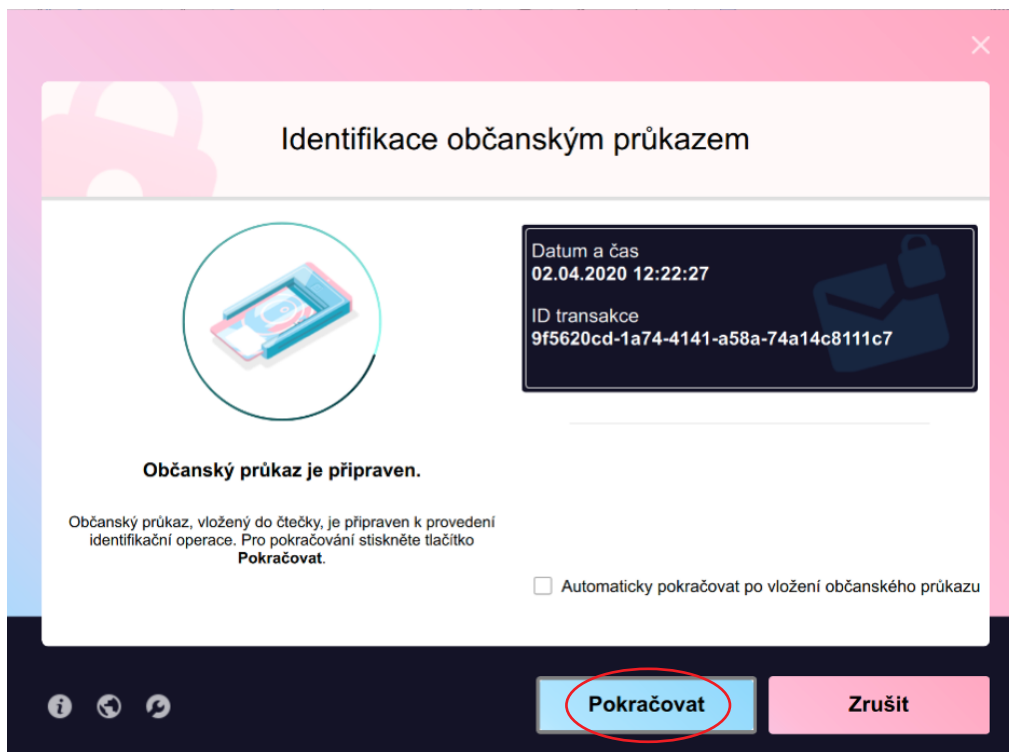 Identifikace občanským průkazem
Datum a čas
02.04.2020 12:22:27
ID transakce
9f5620cd-1a74-4141-a58a-74a14c8111c7
Občanský průkaz je připraven.
Občanský průkaz, vložený do čtečky, je připraven k provedení
identifikační operace. Pro pokračování stiskněte tlačítko
Pokračovat.
Automaticky pokračovat po vložení občanského průkazu
Pokračovat
Zrušit